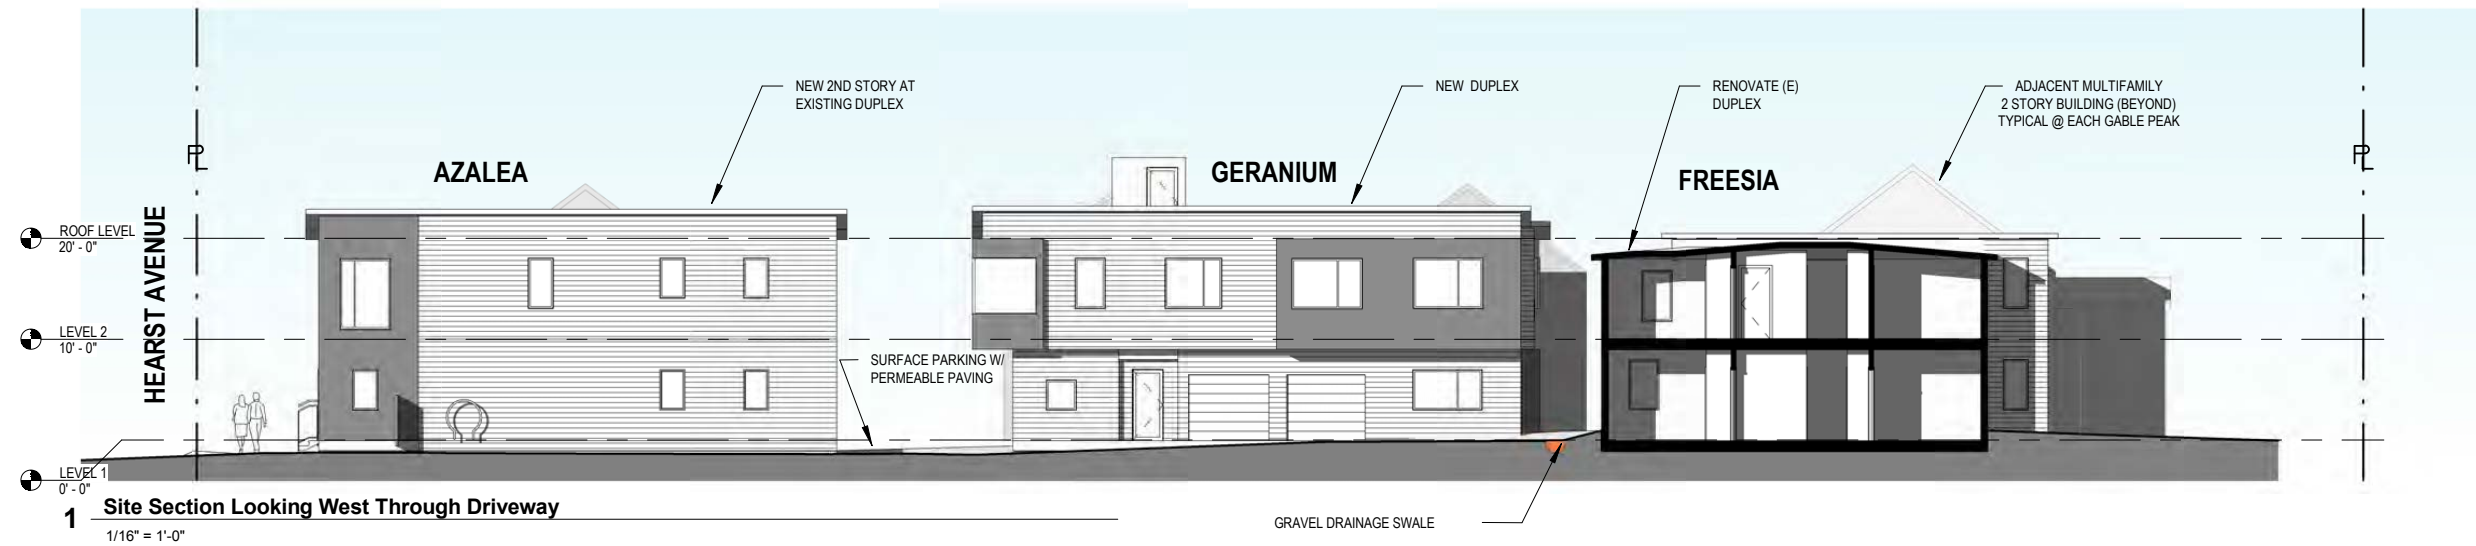 NEW 2ND STORY AT
EXISTING DUPLEX
NEW  DUPLEX
RENOVATE (E)
DUPLEX
ADJACENT MULTIFAMILY
2 STORY BUILDING (BEYOND)
TYPICAL @ EACH GABLE PEAK
PL
PL
AZALEA
GERANIUM
FREESIA
HEARST AVENUE
ROOF LEVEL
20' - 0"
LEVEL 2
10' - 0"
SURFACE PARKING W/
PERMEABLE PAVING
LEVEL 1
0' - 0"
1 Site Section Looking West Through Driveway
1/16" = 1'-0"
GRAVEL DRAINAGE SWALE